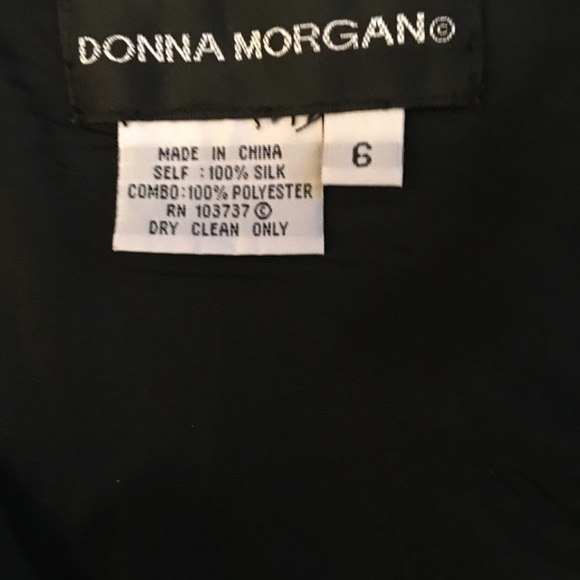 DONNA MORGAN©
MADE IN CHINA
SELF :100% SILK
COMBO:100% POLYESTER
RN 103737 ©
DRY CLEAN ONLY
6